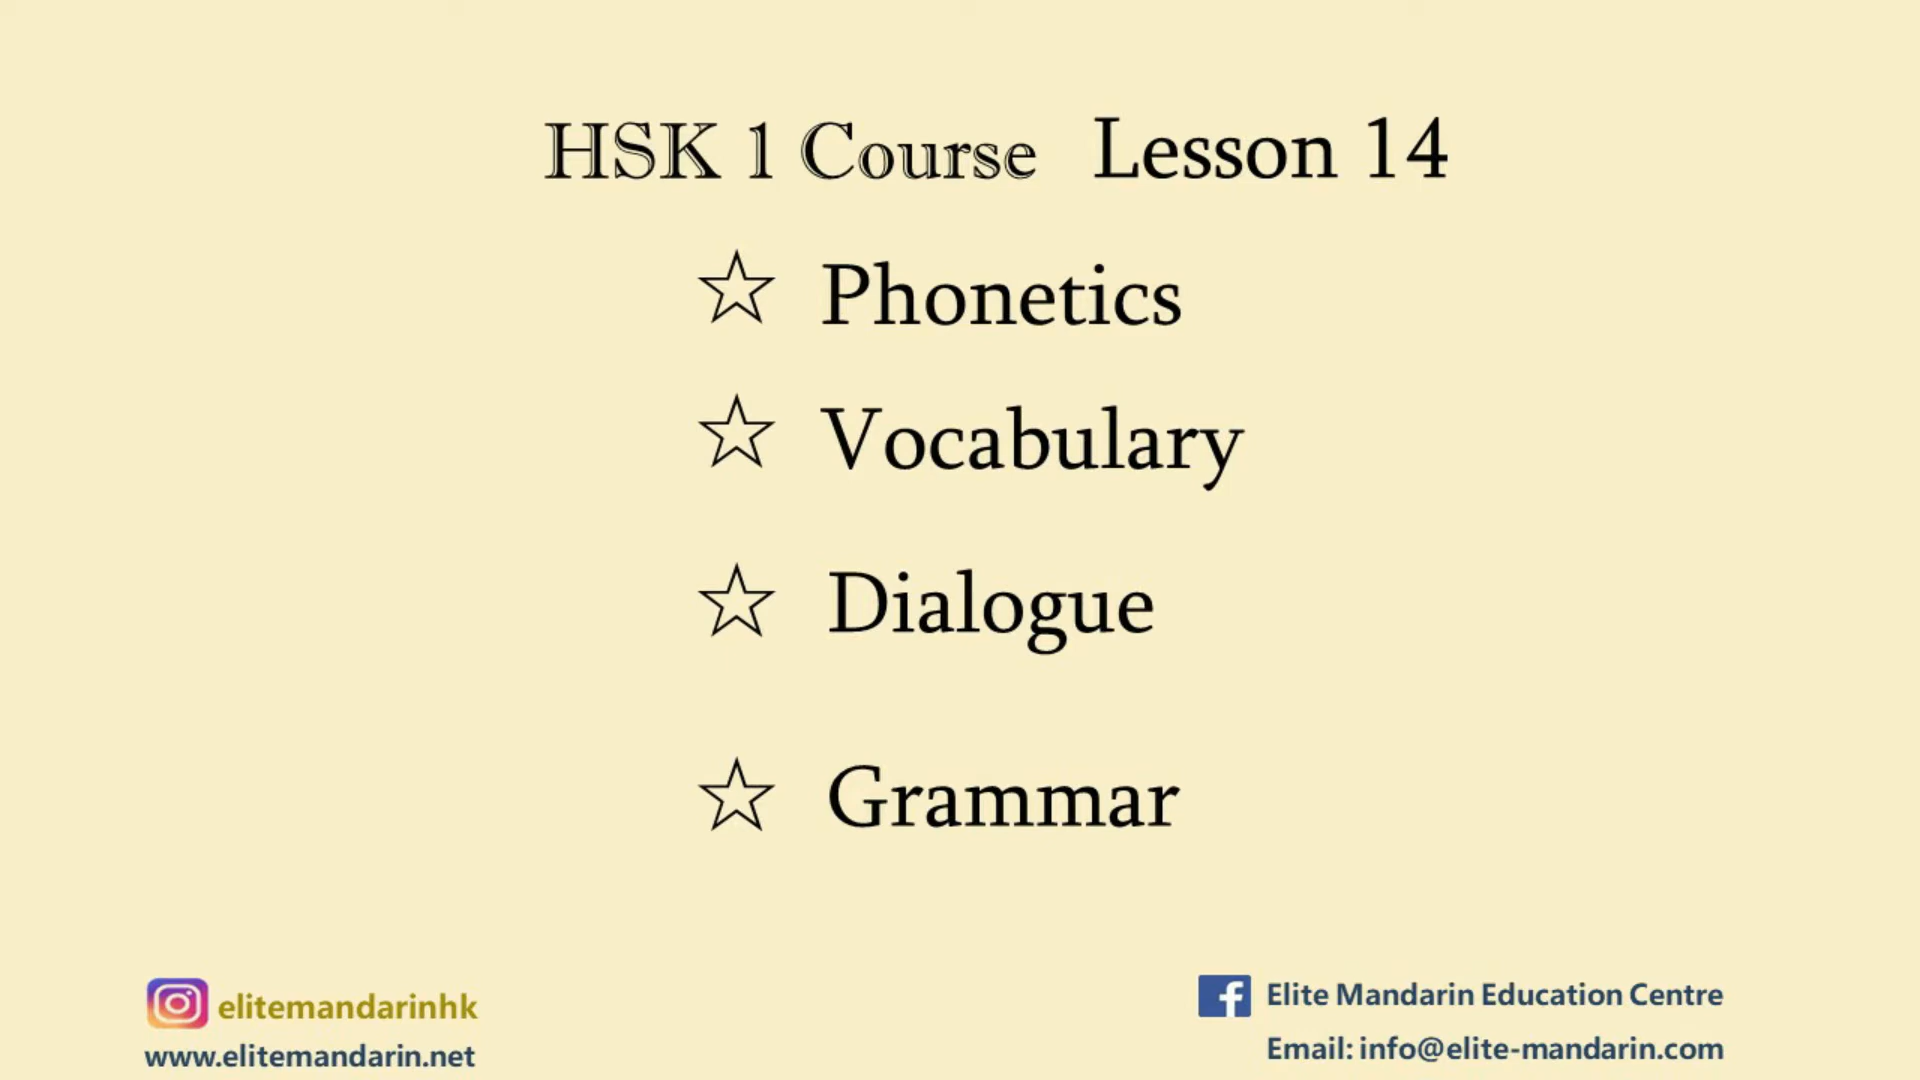 HSK 1 Course Lesson 14
☆ Phonetics
☆ Vocabulary
☆ Dialogue
☆ Grammar
elitemandarinhk
www.elitemandarin.net
Elite Mandarin Education Centre
Email: info@elite-mandarin.com